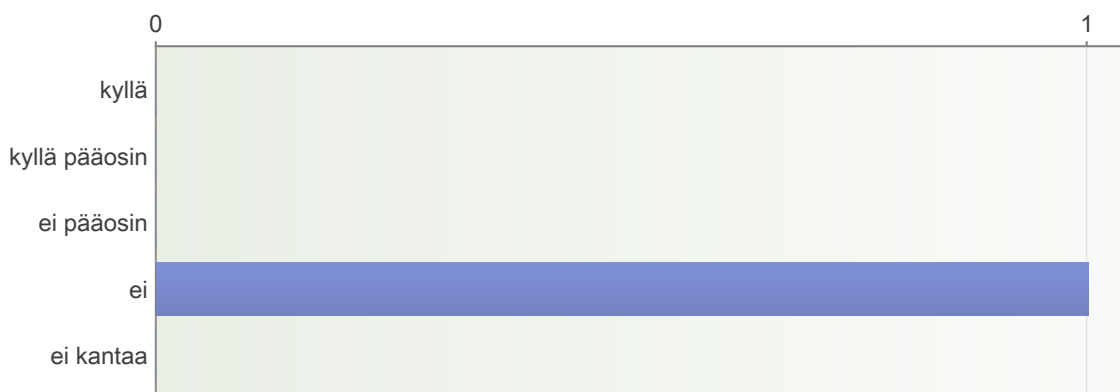 0 1
kyllä
kyllä pääosin
ei pääosin
ei
ei kantaa